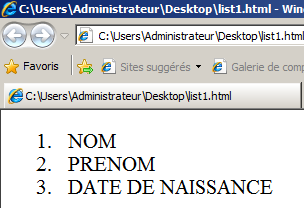 C:\Users\Administrateur\Desktop\list1.html - Win
C:\Users\Administrateur\Desktop\list1.html
Favoris Sites suggérés Galerie de comp
C:\Users\Administrateur\Desktop\list1.html
1. NOM
2. PRENOM
3. DATE DE NAISSANCE